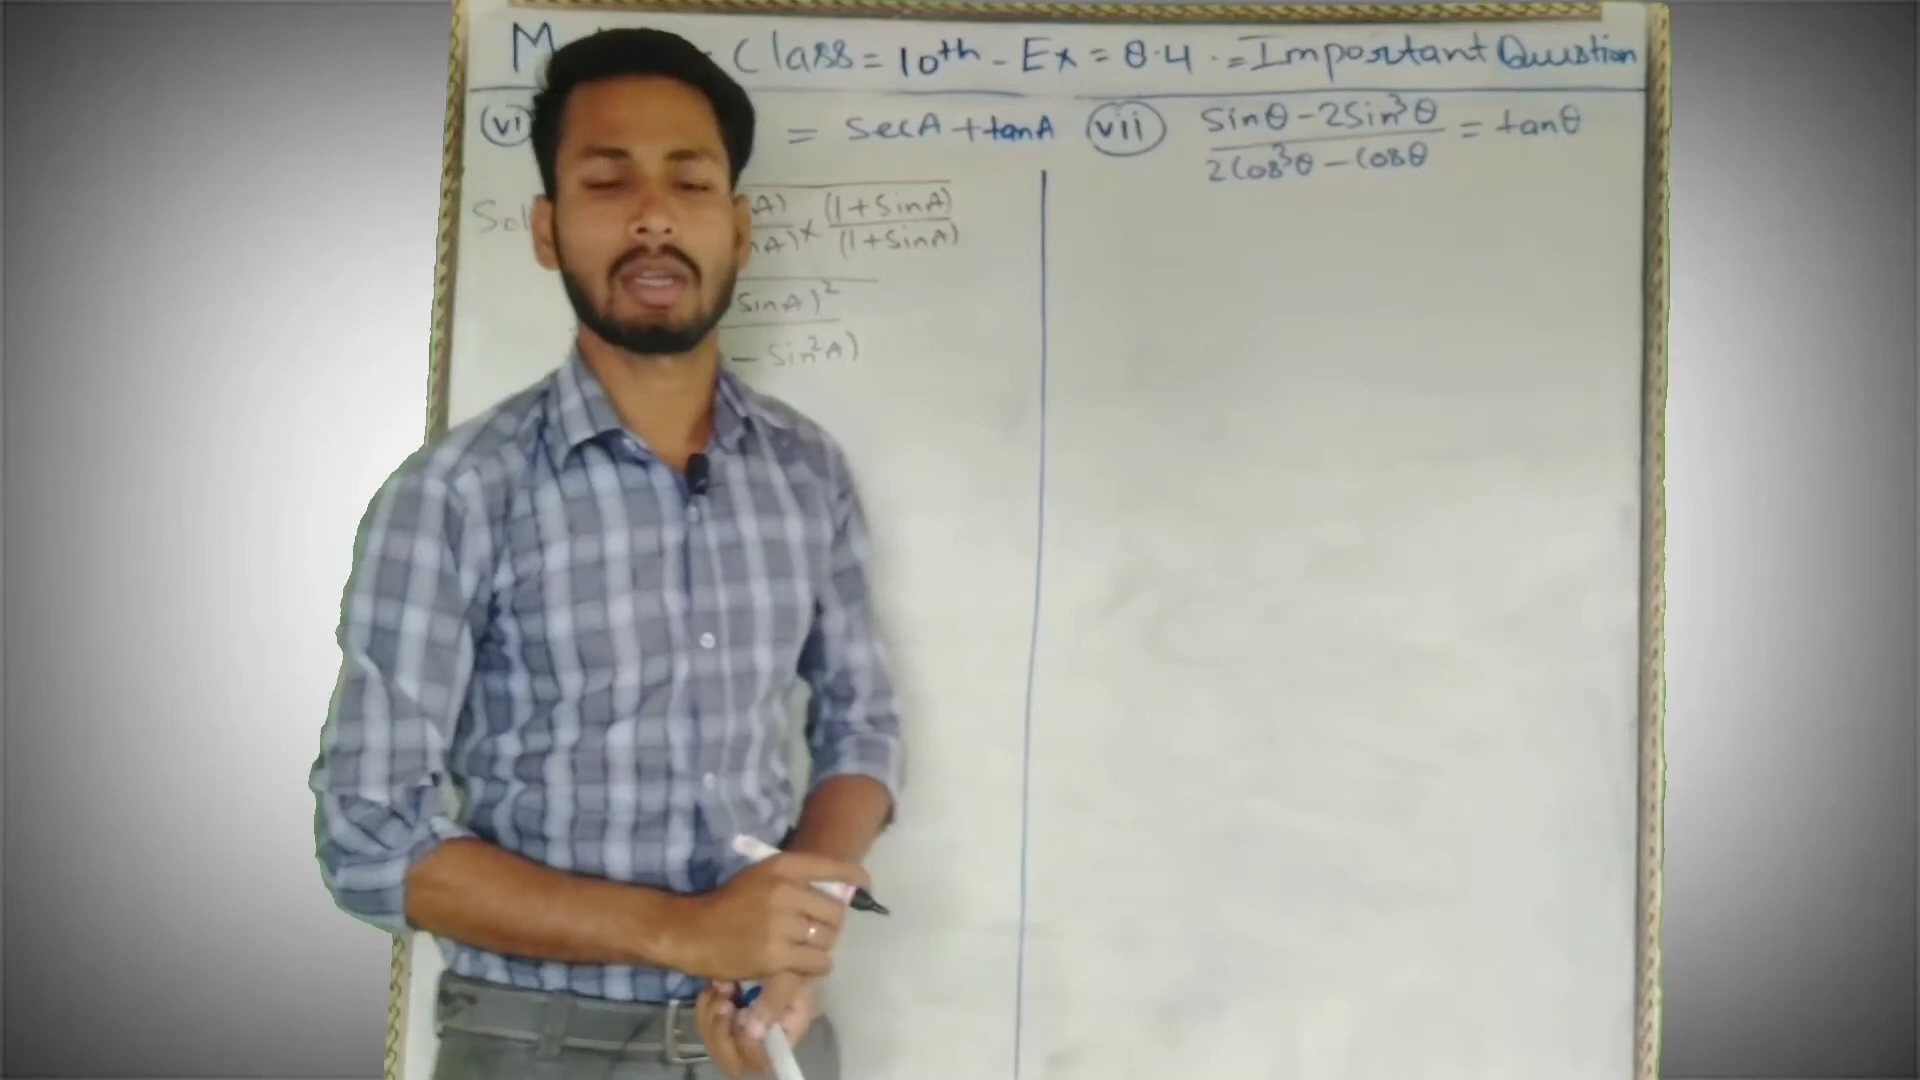 M Class = 10th - Ex = 8.4 . = Important Question
(vi) = SecA + tanA
Sol A) × (1+SinA)
nA) (1+SinA)
SinA)²
- Sin²A)
(vii) Sinθ - 2Sin³θ = tanθ
2Cos³θ - Cosθ